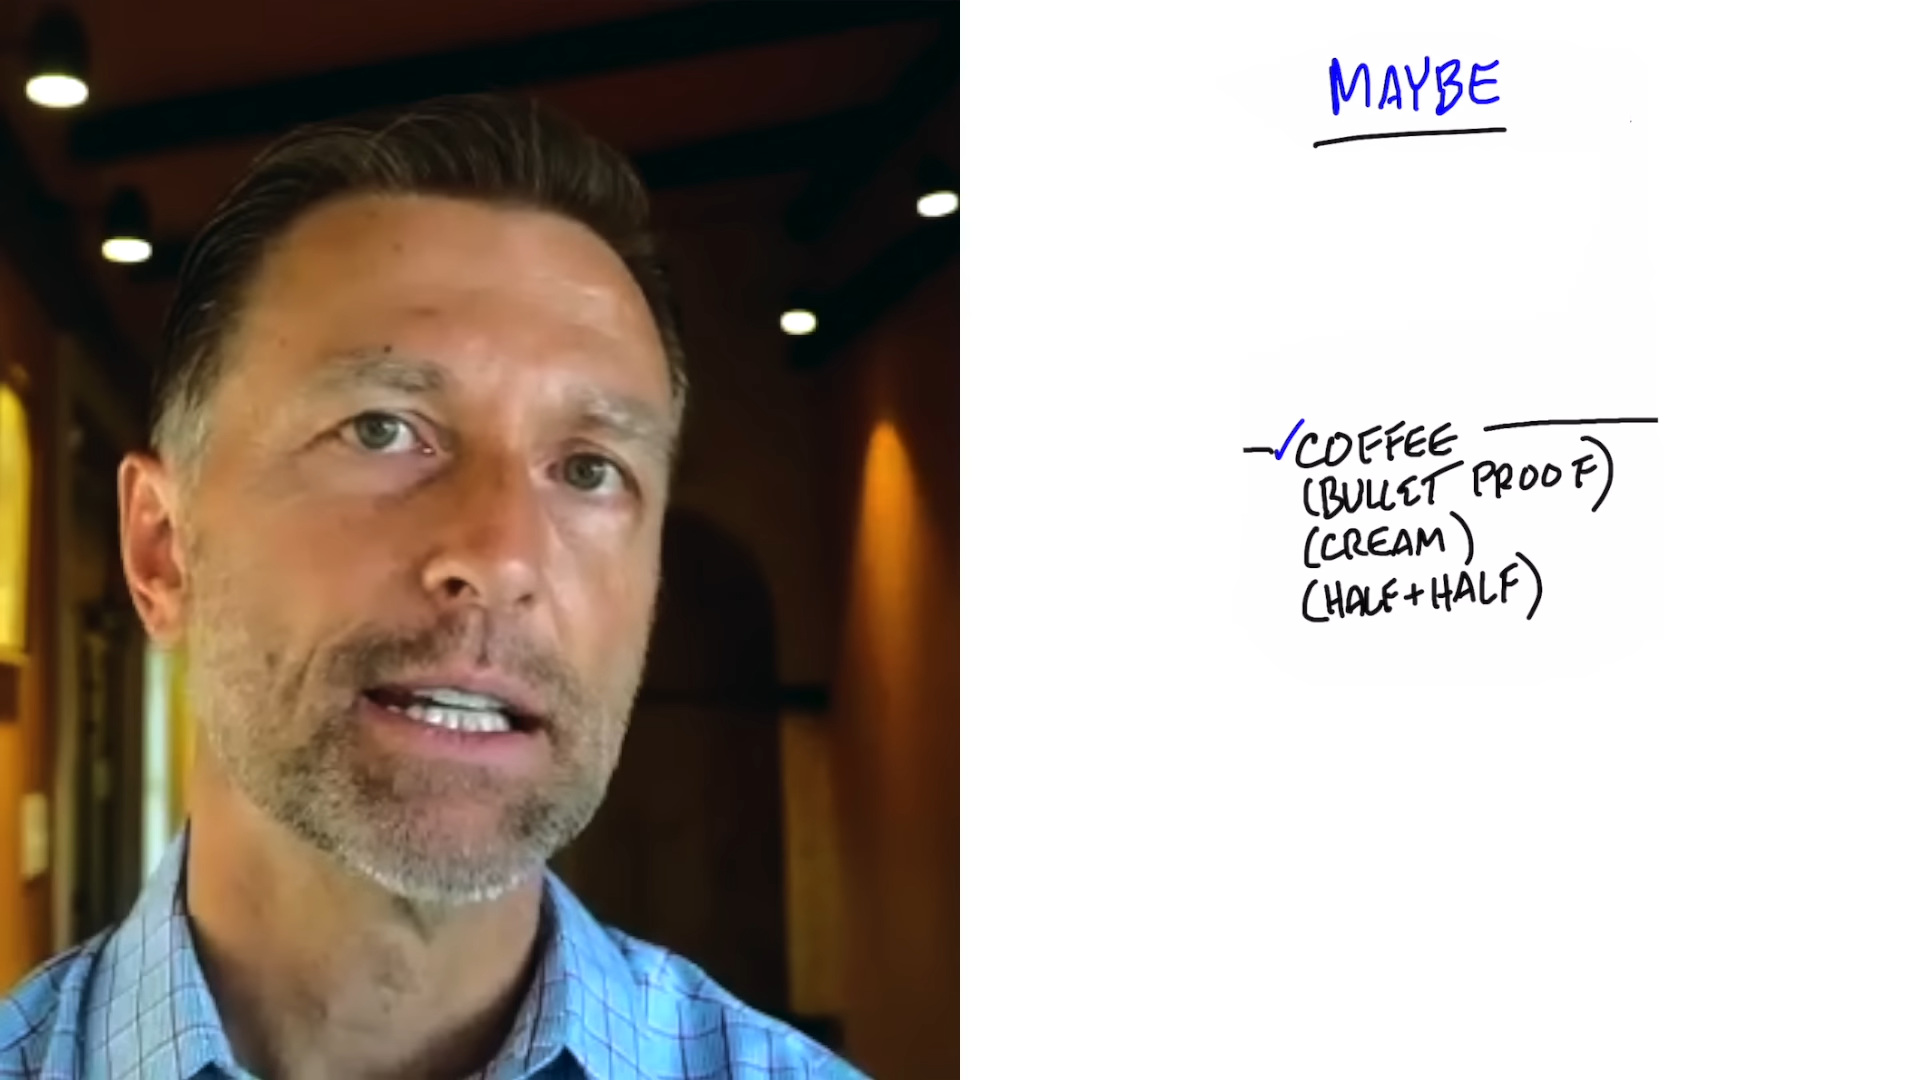 MAYBE
-✓COFFEE
(BULLET PROOF)
(CREAM)
(HALF+HALF)